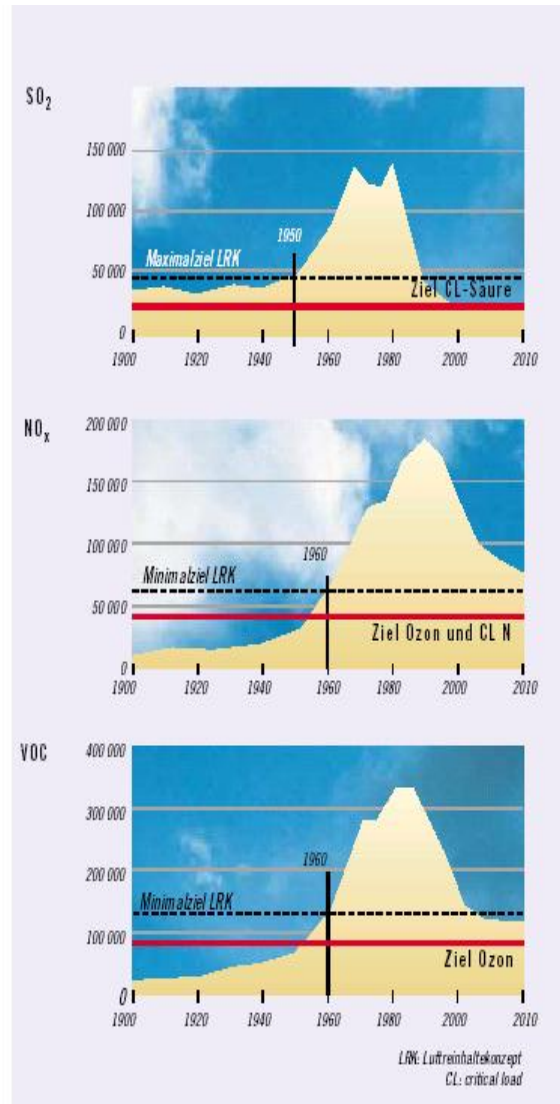 SO2
150 000
100 000
1950
Maximalziel LRK
50 000
Ziel CL-Säure
0
1900 1920 1940 1960 1980 2000 2010
NOx
200 000
150 000
1960
100 000
Minimalziel LRK
50 000
Ziel Ozon und CL N
0
1900 1920 1940 1960 1980 2000 2010
VOC
400 000
300 000
1960
200 000
Minimalziel LRK
100 000
Ziel Ozon
0
1900 1920 1940 1960 1980 2000 2010
LRK: Luftreinhaltekonzept
CL: critical load